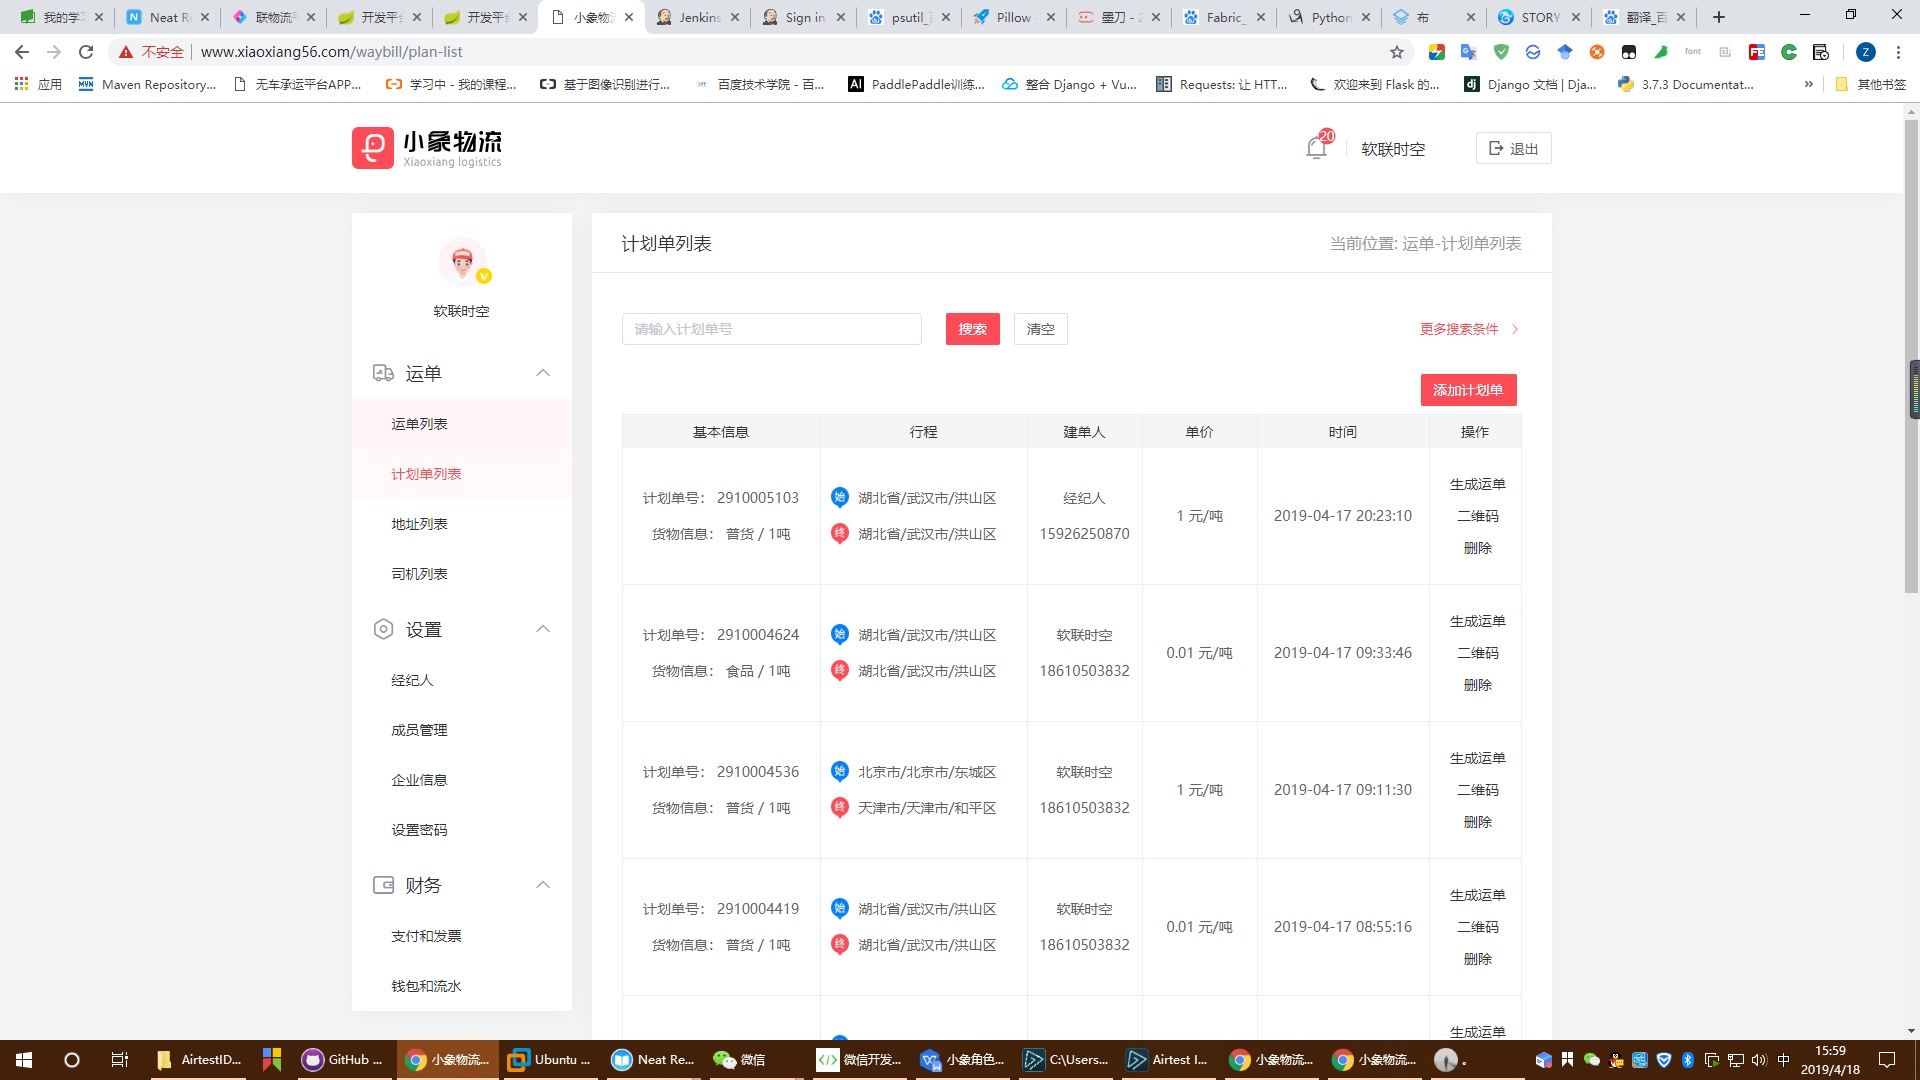 我的学习
Neat Re
联物流平
开发平台
开发平台
小象物流
Jenkins
Sign in
psutil_
Pillow
墨刀 - 2
Fabric_
Python
布
STORY
翻译_百
不安全
www.xiaoxiang56.com/waybill/plan-list
font
Z
应用
Maven Repository...
无车承运平台APP...
学习中 - 我的课程...
基于图像识别进行...
百度技术学院 - 百...
PaddlePaddle训练...
整合 Django + Vu...
Requests: 让 HTT...
欢迎来到 Flask 的...
Django 文档 | Dja...
3.7.3 Documentat...
»
其他书签
小象物流
Xiaoxiang logistics
20
软联时空
退出
软联时空
运单
运单列表
计划单列表
地址列表
司机列表
设置
经纪人
成员管理
企业信息
设置密码
财务
支付和发票
钱包和流水
计划单列表
当前位置: 运单-计划单列表
请输入计划单号
搜索
清空
更多搜索条件
添加计划单
基本信息 行程 建单人 单价 时间 操作
计划单号： 2910005103
货物信息： 普货 / 1吨
始 湖北省/武汉市/洪山区
终 湖北省/武汉市/洪山区
经纪人
15926250870
1 元/吨
2019-04-17 20:23:10
生成运单
二维码
删除
计划单号： 2910004624
货物信息： 食品 / 1吨
始 湖北省/武汉市/洪山区
终 湖北省/武汉市/洪山区
软联时空
18610503832
0.01 元/吨
2019-04-17 09:33:46
生成运单
二维码
删除
计划单号： 2910004536
货物信息： 普货 / 1吨
始 北京市/北京市/东城区
终 天津市/天津市/和平区
软联时空
18610503832
1 元/吨
2019-04-17 09:11:30
生成运单
二维码
删除
计划单号： 2910004419
货物信息： 普货 / 1吨
始 湖北省/武汉市/洪山区
终 湖北省/武汉市/洪山区
软联时空
18610503832
0.01 元/吨
2019-04-17 08:55:16
生成运单
二维码
删除
生成运单
AirtestID...
GitHub ...
小象物流...
Ubuntu ...
Neat Re...
微信
微信开发...
小象角色...
C:\Users...
Airtest I...
小象物流...
小象物流...
中
15:59
2019/4/18